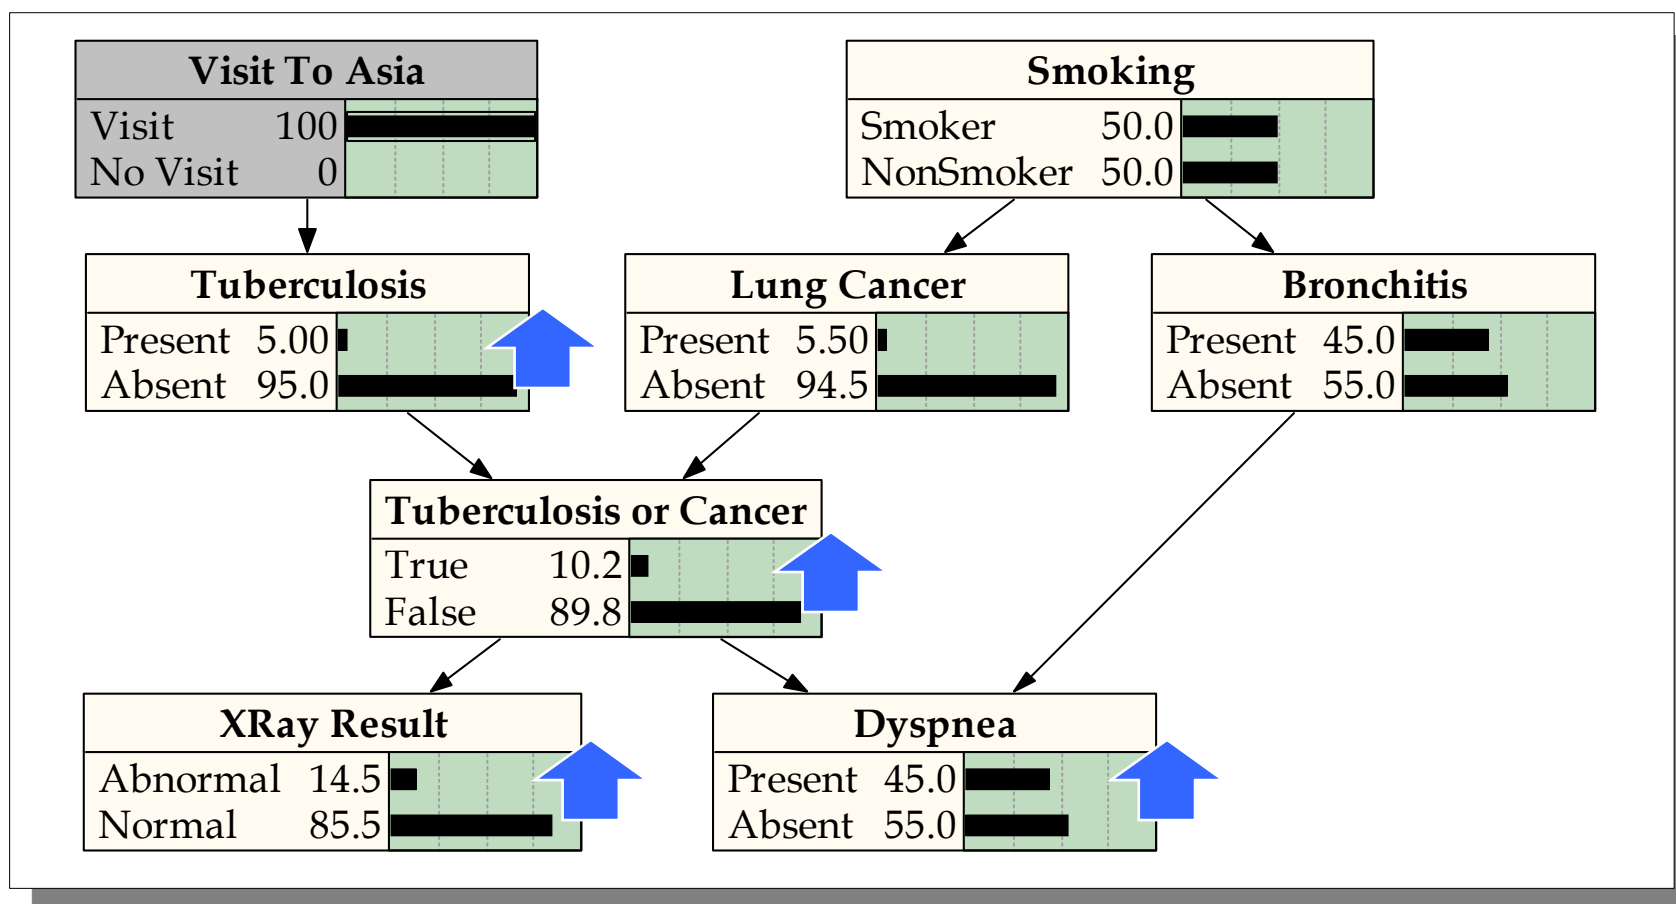 Visit To Asia
Visit 100
No Visit 0
Smoking
Smoker 50.0
NonSmoker 50.0
Tuberculosis
Present 5.00
Absent 95.0
Lung Cancer
Present 5.50
Absent 94.5
Bronchitis
Present 45.0
Absent 55.0
Tuberculosis or Cancer
True 10.2
False 89.8
XRay Result
Abnormal 14.5
Normal 85.5
Dyspnea
Present 45.0
Absent 55.0